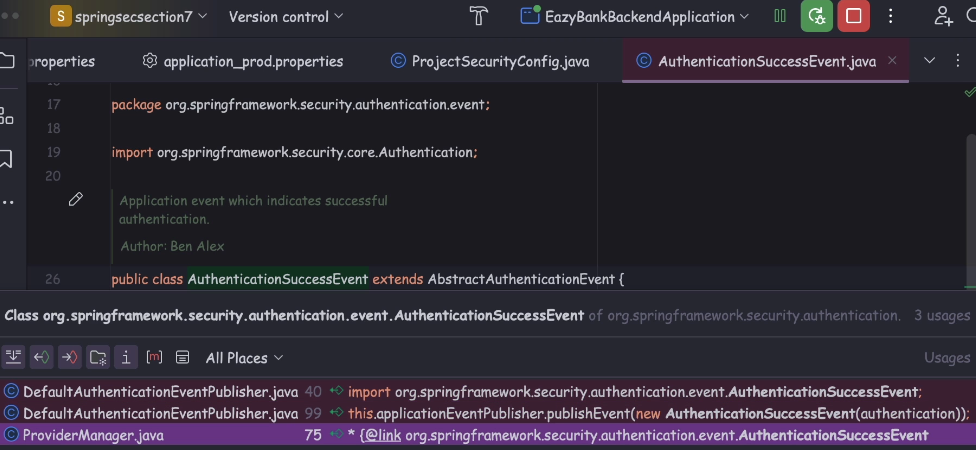 S springsecsection7 Version control EazyBankBackendApplication
properties application_prod.properties ProjectSecurityConfig.java AuthenticationSuccessEvent.java
17 package org.springframework.security.authentication.event;
18
19 import org.springframework.security.core.Authentication;
20
Application event which indicates successful
authentication.
Author: Ben Alex
26 public class AuthenticationSuccessEvent extends AbstractAuthenticationEvent {
Class org.springframework.security.authentication.event.AuthenticationSuccessEvent of org.springframework.security.authentication. 3 usages
All Places Usages
DefaultAuthenticationEventPublisher.java 40 import org.springframework.security.authentication.event.AuthenticationSuccessEvent;
DefaultAuthenticationEventPublisher.java 99 this.applicationEventPublisher.publishEvent(new AuthenticationSuccessEvent(authentication));
ProviderManager.java 75 * {@link org.springframework.security.authentication.event.AuthenticationSuccessEvent